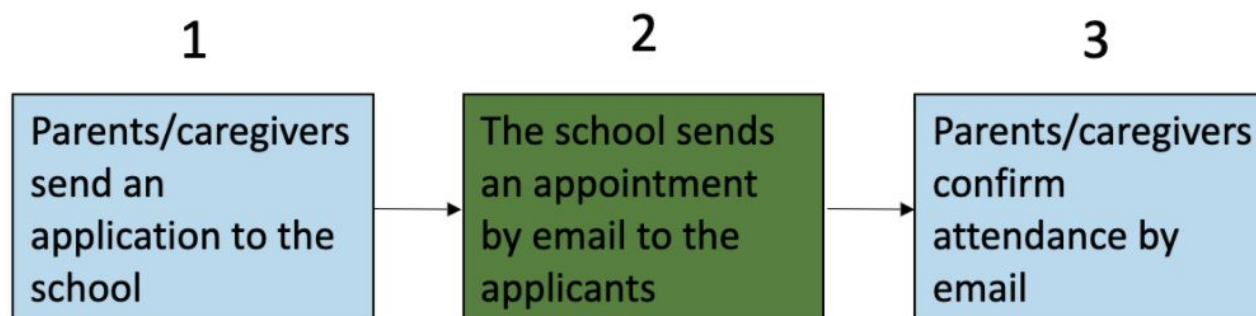 1
2
3
Parents/caregivers
send an
application to the
school
The school sends
an appointment
by email to the
applicants
Parents/caregivers
confirm
attendance by
email